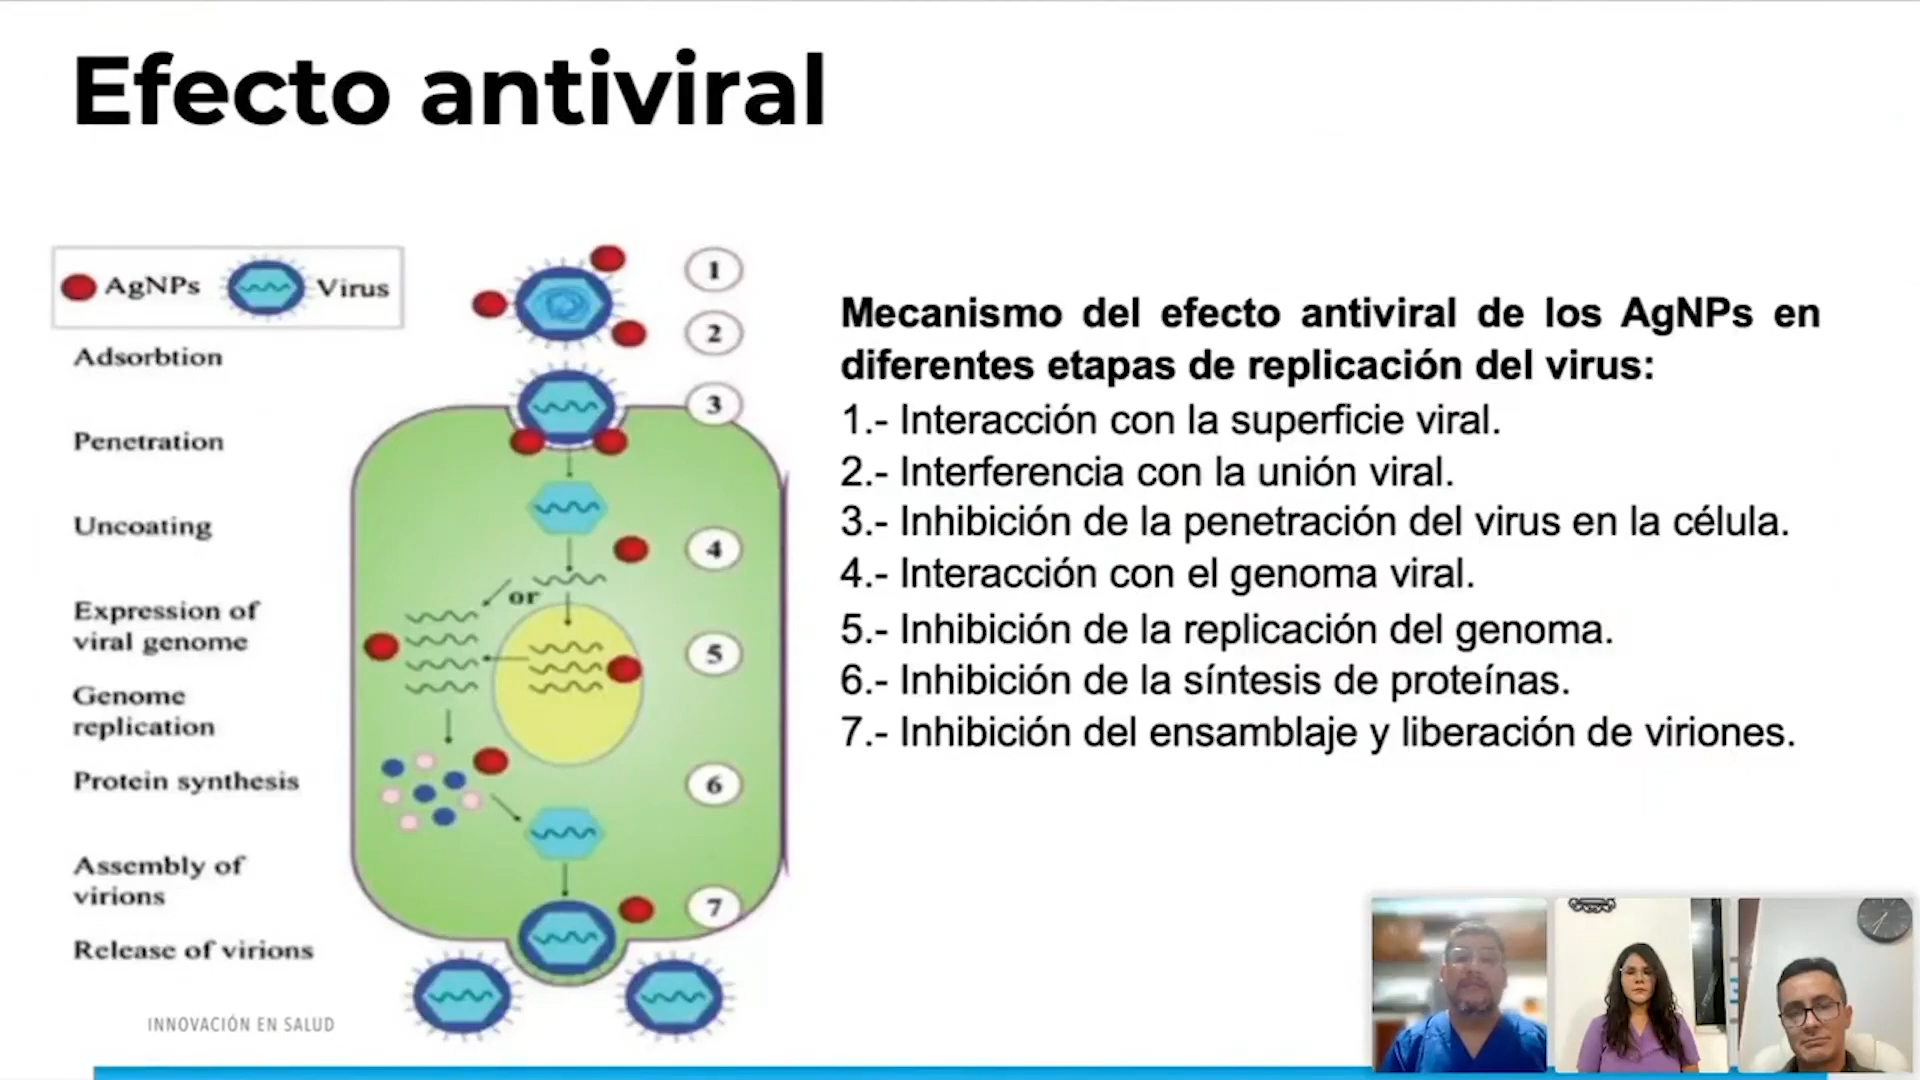 Efecto antiviral
AgNPs Virus
Adsorbtion
Penetration
Uncoating
Expression of
viral genome
Genome
replication
Protein synthesis
Assembly of
virions
Release of virions
1
2
3
4
or
5
6
7
Mecanismo del efecto antiviral de los AgNPs en
diferentes etapas de replicación del virus:
1.- Interacción con la superficie viral.
2.- Interferencia con la unión viral.
3.- Inhibición de la penetración del virus en la célula.
4.- Interacción con el genoma viral.
5.- Inhibición de la replicación del genoma.
6.- Inhibición de la síntesis de proteínas.
7.- Inhibición del ensamblaje y liberación de viriones.
INNOVACIÓN EN SALUD